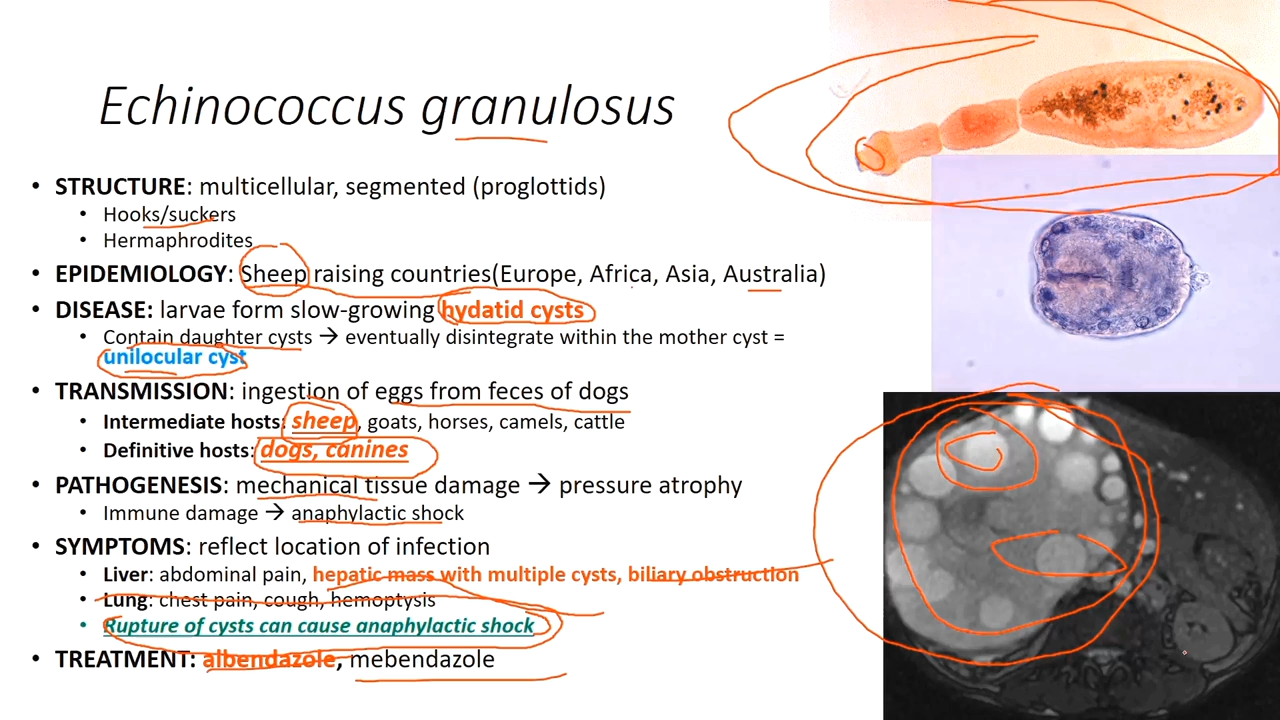 Echinococcus granulosus
• STRUCTURE: multicellular, segmented (proglottids)
• Hooks/suckers
• Hermaphrodites
• EPIDEMIOLOGY: Sheep raising countries(Europe, Africa, Asia, Australia)
• DISEASE: larvae form slow-growing hydatid cysts
• Contain daughter cysts → eventually disintegrate within the mother cyst =
unilocular cyst
• TRANSMISSION: ingestion of eggs from feces of dogs
• Intermediate hosts: sheep, goats, horses, camels, cattle
• Definitive hosts: dogs, canines
• PATHOGENESIS: mechanical tissue damage → pressure atrophy
• Immune damage → anaphylactic shock
• SYMPTOMS: reflect location of infection
• Liver: abdominal pain, hepatic mass with multiple cysts, biliary obstruction
• Lung: chest pain, cough, hemoptysis
• Rupture of cysts can cause anaphylactic shock
• TREATMENT: albendazole, mebendazole